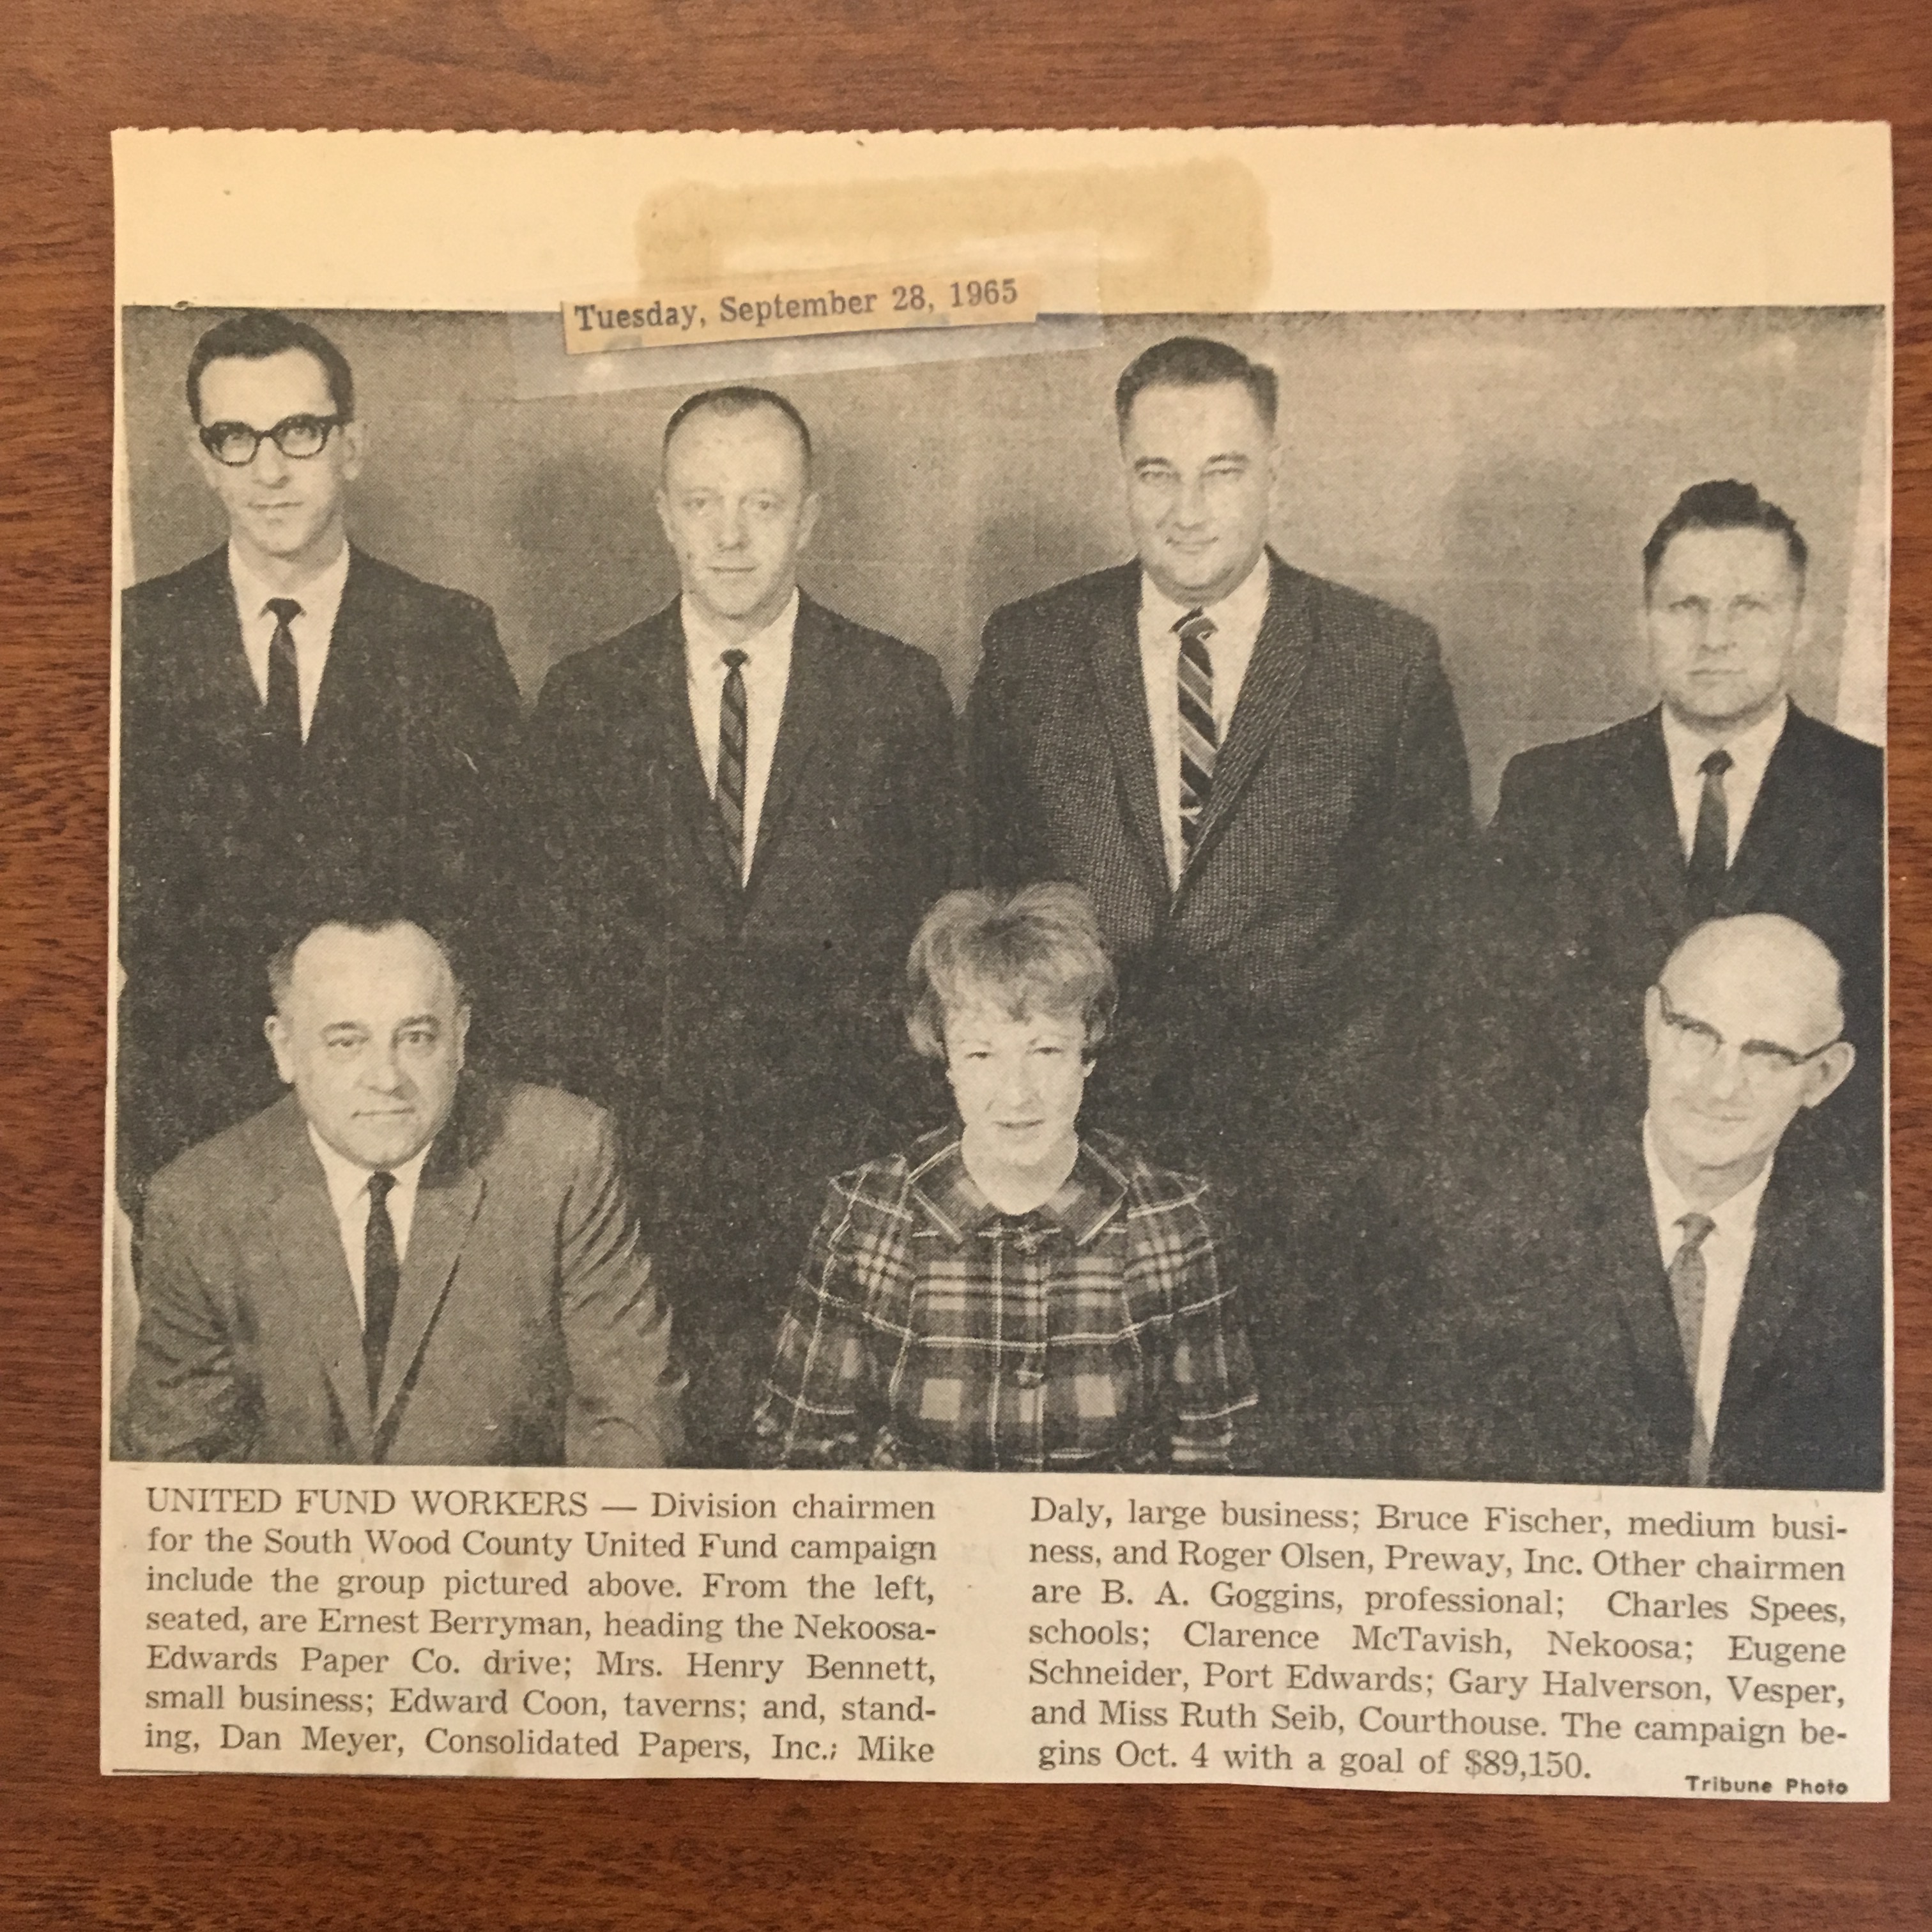 Tuesday, September 28, 1965
UNITED FUND WORKERS — Division chairmen
for the South Wood County United Fund campaign
include the group pictured above. From the left,
seated, are Ernest Berryman, heading the Nekoosa-
Edwards Paper Co. drive; Mrs. Henry Bennett,
small business; Edward Coon, taverns; and, stand-
ing, Dan Meyer, Consolidated Papers, Inc.; Mike
Daly, large business; Bruce Fischer, medium busi-
ness, and Roger Olsen, Preway, Inc. Other chairmen
are B. A. Goggins, professional; Charles Spees,
schools; Clarence McTavish, Nekoosa; Eugene
Schneider, Port Edwards; Gary Halverson, Vesper,
and Miss Ruth Seib, Courthouse. The campaign be-
gins Oct. 4 with a goal of $89,150.
Tribune Photo